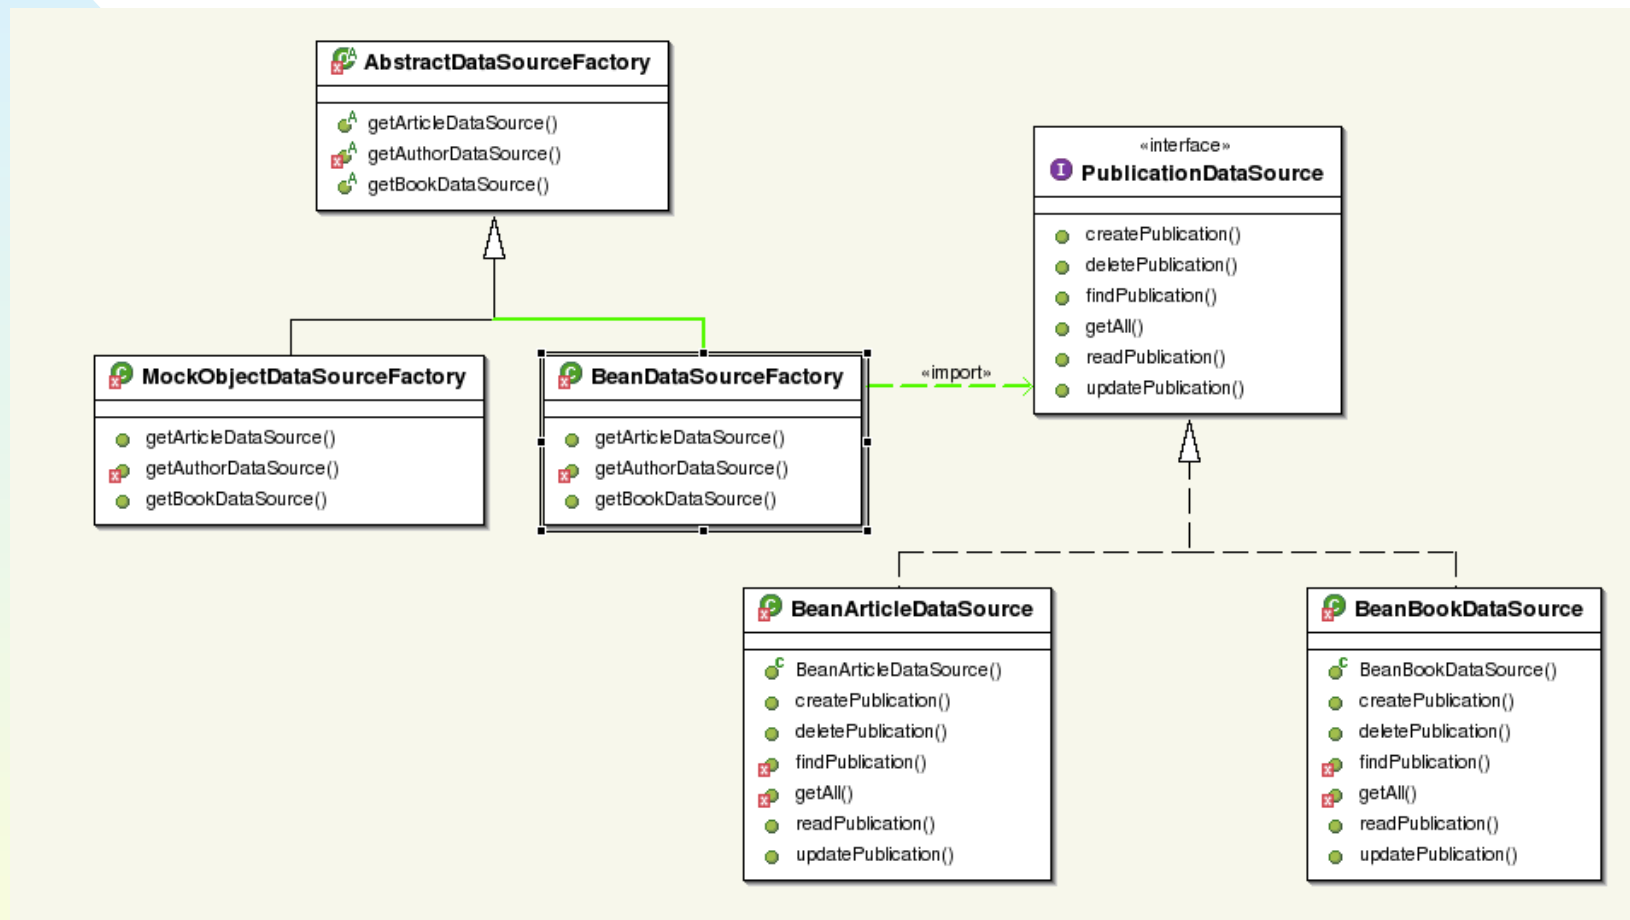 AbstractDataSourceFactory
getArticleDataSource()
getAuthorDataSource()
getBookDataSource()
«interface»
PublicationDataSource
createPublication()
deletePublication()
findPublication()
getAll()
readPublication()
updatePublication()
MockObjectDataSourceFactory
getArticleDataSource()
getAuthorDataSource()
getBookDataSource()
BeanDataSourceFactory
getArticleDataSource()
getAuthorDataSource()
getBookDataSource()
«import»
BeanArticleDataSource
BeanArticleDataSource()
createPublication()
deletePublication()
findPublication()
getAll()
readPublication()
updatePublication()
BeanBookDataSource
BeanBookDataSource()
createPublication()
deletePublication()
findPublication()
getAll()
readPublication()
updatePublication()